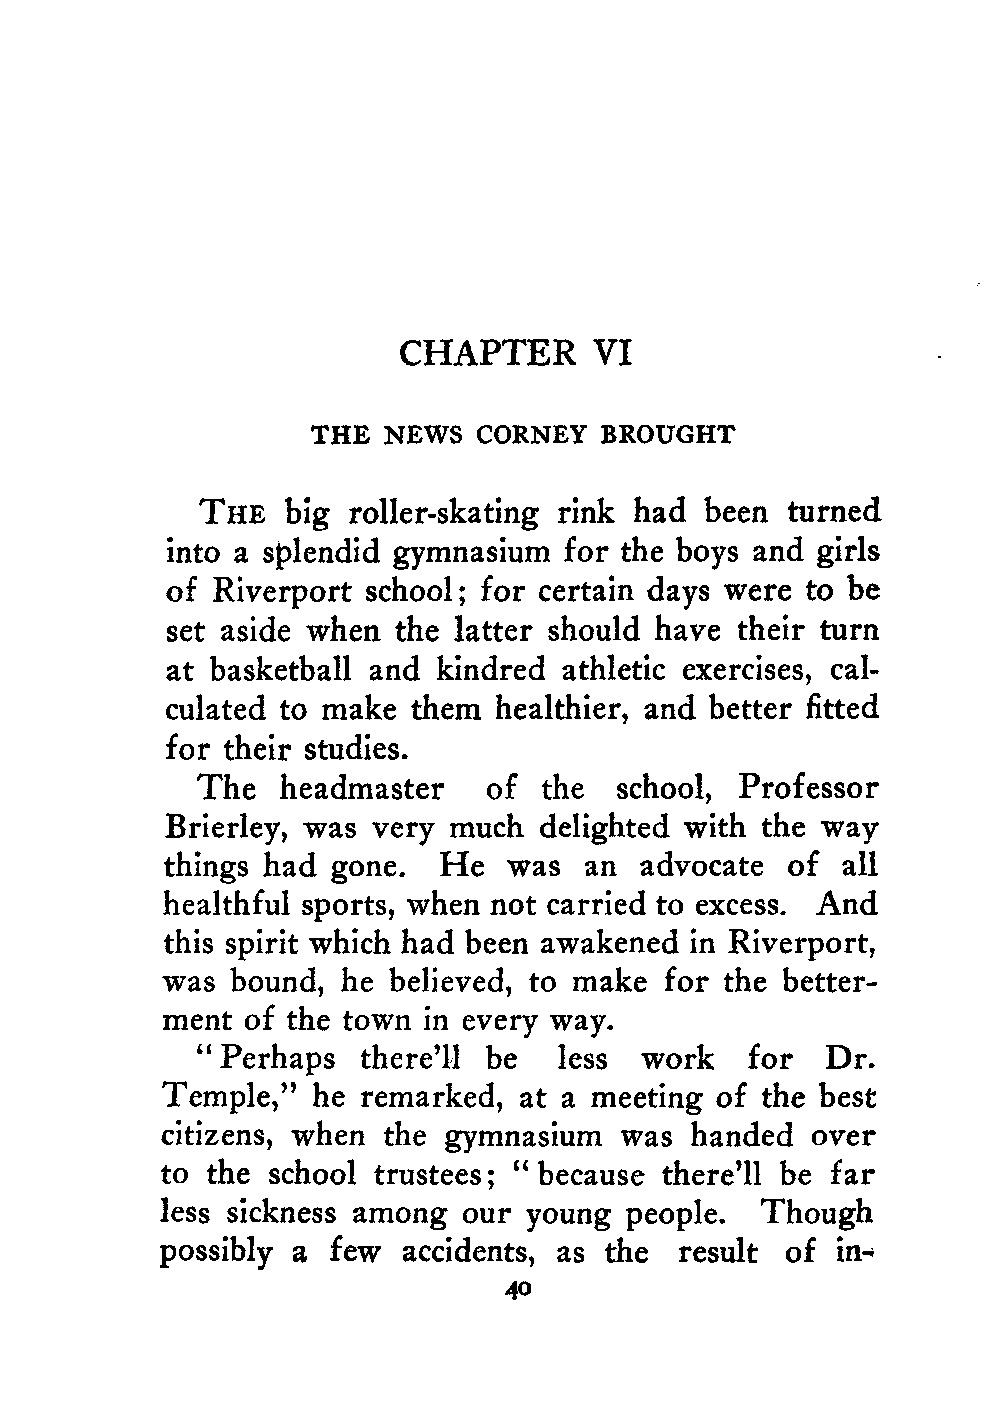 CHAPTER VI
THE NEWS CORNEY BROUGHT
THE big roller-skating rink had been turned
into a splendid gymnasium for the boys and girls
of Riverport school; for certain days were to be
set aside when the latter should have their turn
at basketball and kindred athletic exercises, cal-
culated to make them healthier, and better fitted
for their studies.
The headmaster of the school, Professor
Brierley, was very much delighted with the way
things had gone. He was an advocate of all
healthful sports, when not carried to excess. And
this spirit which had been awakened in Riverport,
was bound, he believed, to make for the better-
ment of the town in every way.
"Perhaps there'll be less work for Dr.
Temple," he remarked, at a meeting of the best
citizens, when the gymnasium was handed over
to the school trustees; "because there'll be far
less sickness among our young people. Though
possibly a few accidents, as the result of in-
40